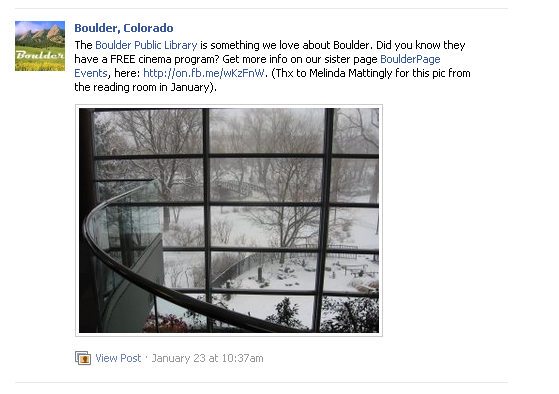 Boulder
Boulder, Colorado
The Boulder Public Library is something we love about Boulder. Did you know they
have a FREE cinema program? Get more info on our sister page BoulderPage
Events, here: http://on.fb.me/wKzFnW. (Thx to Melinda Mattingly for this pic from
the reading room in January).
View Post · January 23 at 10:37am